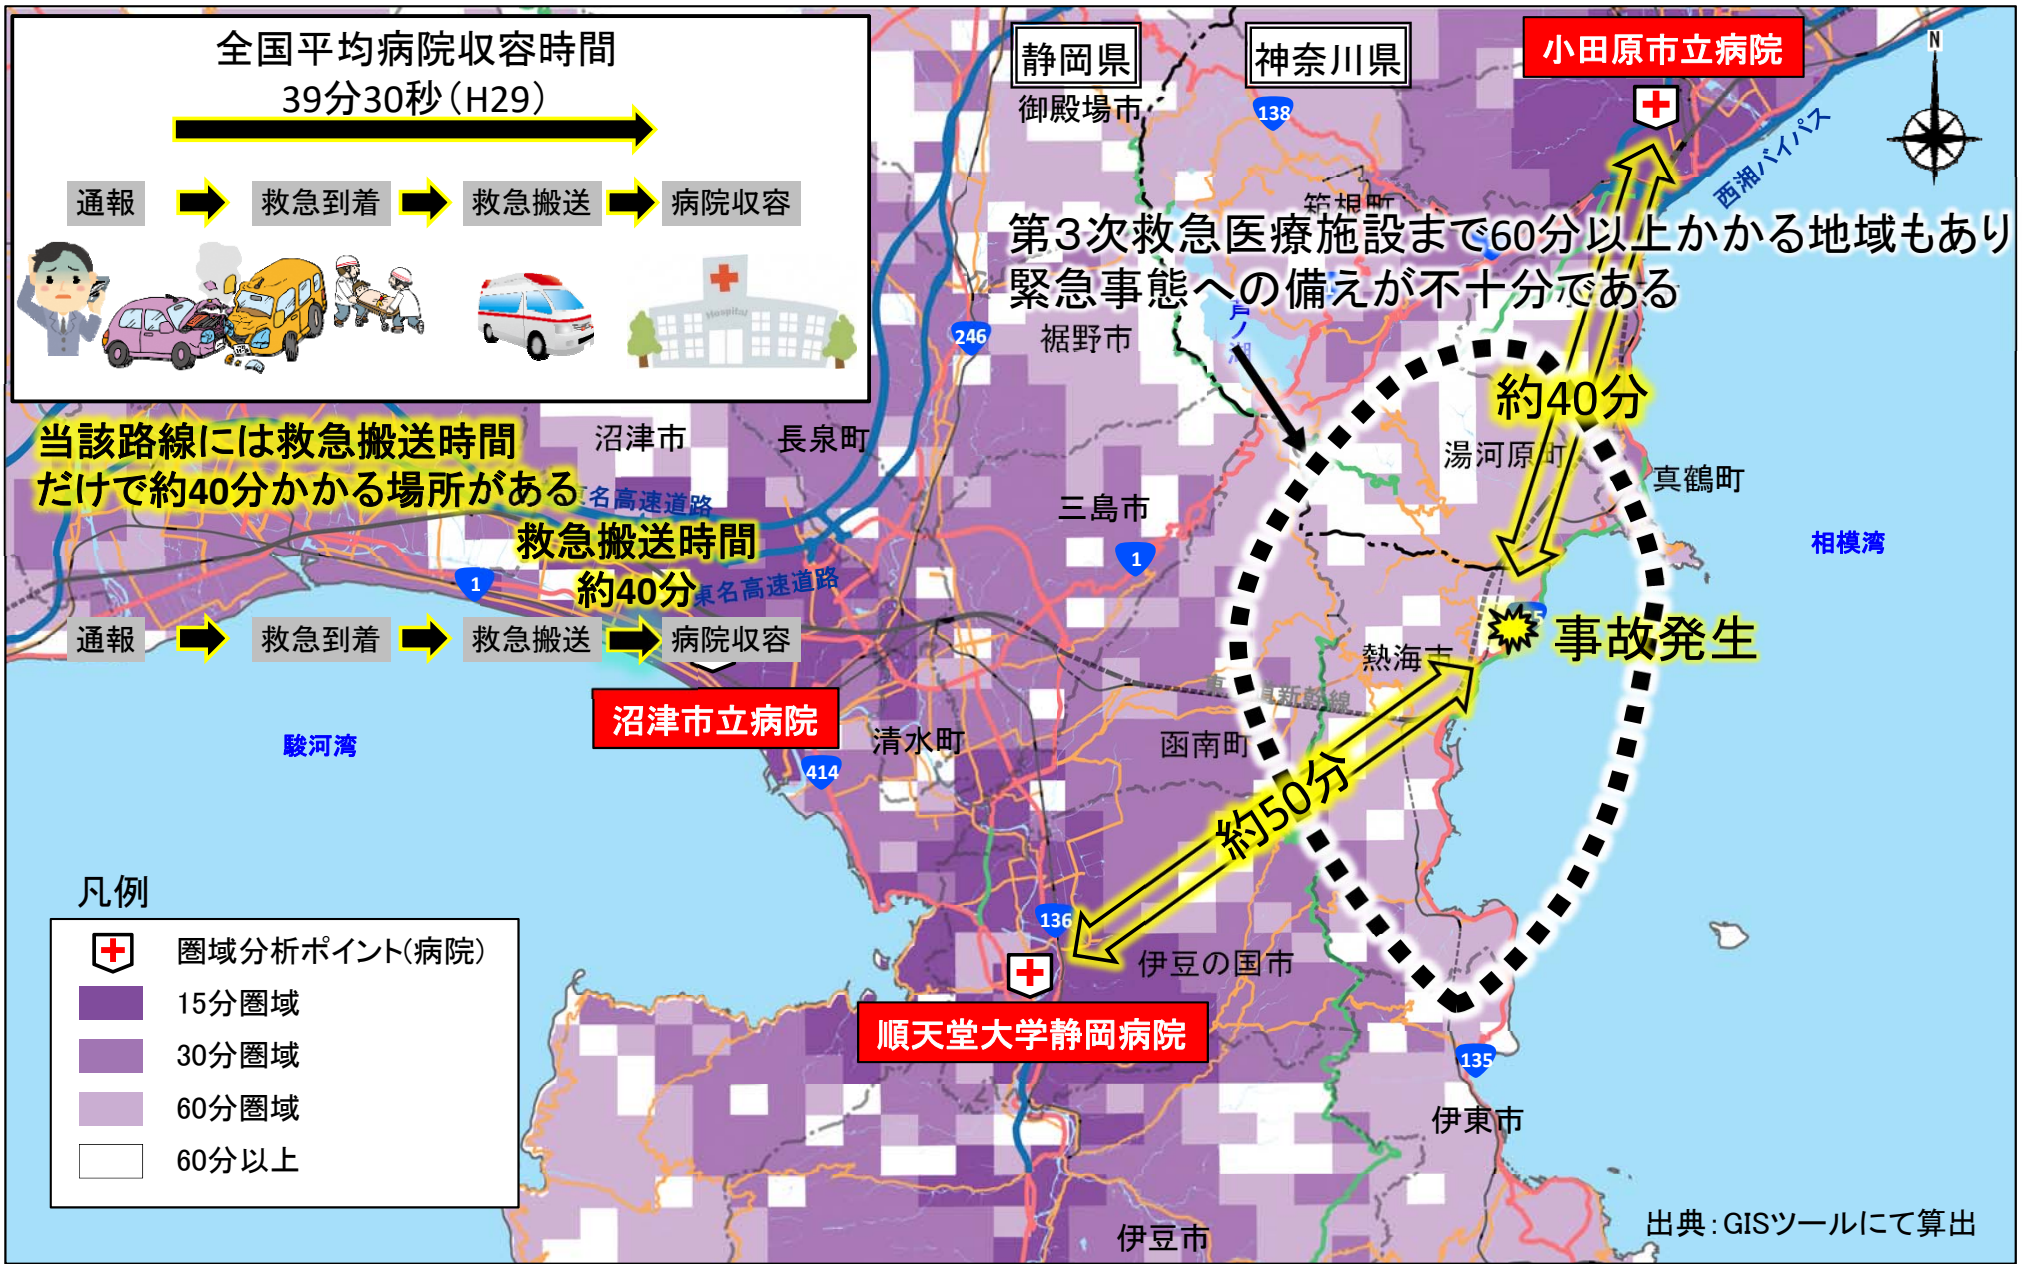 全国平均病院収容時間
39分30秒（H29）
通報
救急到着
救急搬送
病院収容
Hospital
静岡県
神奈川県
小田原市立病院
御殿場市
138
西湘バイパス
N
箱根町
第３次救急医療施設まで60分以上かかる地域もあり
緊急事態への備えが不十分である
芦ノ湖
246
裾野市
約40分
当該路線には救急搬送時間
だけで約40分かかる場所がある
沼津市
長泉町
湯河原町
真鶴町
東名高速道路
三島市
救急搬送時間
約40分
1
1
東名高速道路
相模湾
通報
救急到着
救急搬送
病院収容
事故発生
熱海市
沼津市立病院
清水町
函南町
駿河湾
414
約50分
136
伊豆の国市
順天堂大学静岡病院
135
伊東市
伊豆市
凡例
圏域分析ポイント(病院)
15分圏域
30分圏域
60分圏域
60分以上
出典：GISツールにて算出